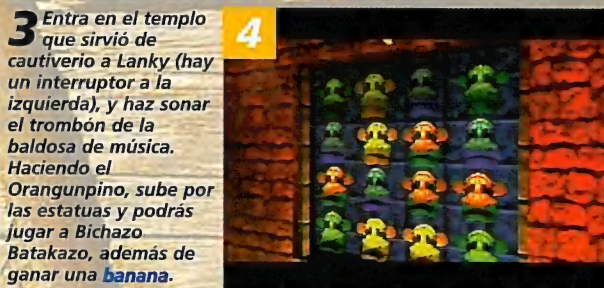 3 Entra en el templo
que sirvió de
cautiverio a Lanky (hay
un interruptor a la
izquierda), y haz sonar
el trombón de la
baldosa de música.
Haciendo el
Orangunpino, sube por
las estatuas y podrás
jugar a Bichazo
Batakazo, además de
ganar una banana.
4